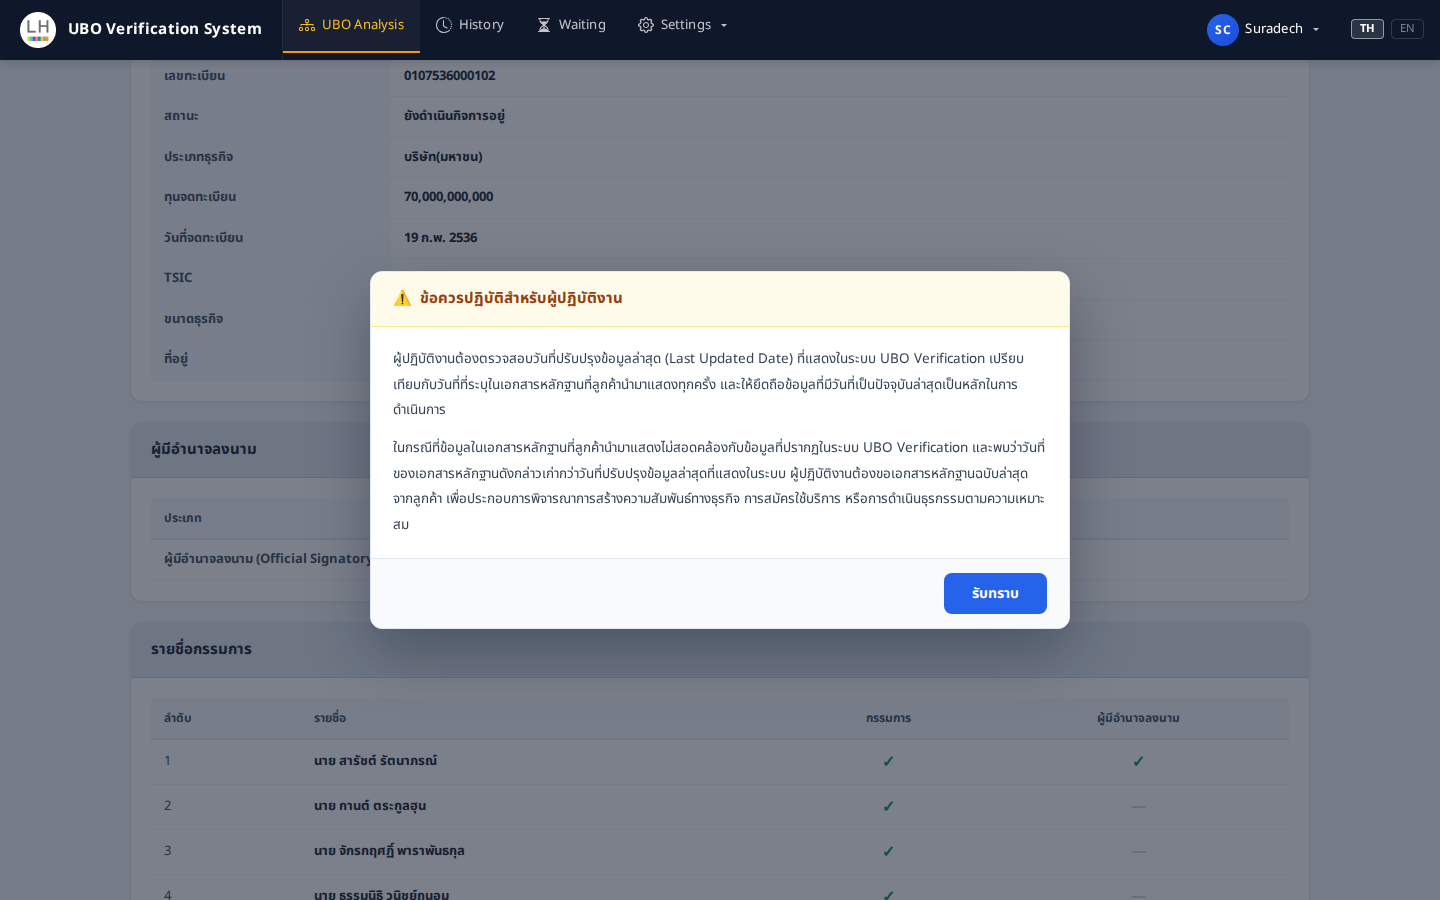 LH
UBO Verification System
UBO Analysis
History
Waiting
Settings
SC
Suradech
TH
EN
เลขทะเบียน 0107536000102
สถานะ ยังดำเนินกิจการอยู่
ประเภทธุรกิจ บริษัท(มหาชน)
ทุนจดทะเบียน 70,000,000,000
วันที่จดทะเบียน 19 ก.พ. 2536
TSIC
ขนาดธุรกิจ
ที่อยู่
⚠️ ข้อควรปฏิบัติสำหรับผู้ปฏิบัติงาน
ผู้ปฏิบัติงานต้องตรวจสอบวันที่ปรับปรุงข้อมูลล่าสุด (Last Updated Date) ที่แสดงในระบบ UBO Verification เปรียบ
เทียบกับวันที่ที่ระบุในเอกสารหลักฐานที่ลูกค้านำมาแสดงทุกครั้ง และให้ยึดถือข้อมูลที่มีวันที่เป็นปัจจุบันล่าสุดเป็นหลักในการ
ดำเนินการ
ในกรณีที่ข้อมูลในเอกสารหลักฐานที่ลูกค้านำมาแสดงไม่สอดคล้องกับข้อมูลที่ปรากฏในระบบ UBO Verification และพบว่าวันที่
ของเอกสารหลักฐานดังกล่าวเก่ากว่าวันที่ปรับปรุงข้อมูลล่าสุดที่แสดงในระบบ ผู้ปฏิบัติงานต้องขอเอกสารหลักฐานฉบับล่าสุด
จากลูกค้า เพื่อประกอบการพิจารณาการสร้างความสัมพันธ์ทางธุรกิจ การสมัครใช้บริการ หรือการดำเนินธุรกรรมตามความเหมาะ
สม
รับทราบ
ผู้มีอำนาจลงนาม
ประเภท
ผู้มีอำนาจลงนาม (Official Signatory
รายชื่อกรรมการ
ลำดับ รายชื่อ กรรมการ ผู้มีอำนาจลงนาม
1 นาย สารัชต์ รัตนาภรณ์ ✓ ✓
2 นาย กานต์ ตระกูลฮุน ✓ —
3 นาย จักรกฤศฏิ์ พาราพันธกุล ✓ —
4 นาย ธรรมนิธิ วนิชย์ถนอม ✓ —